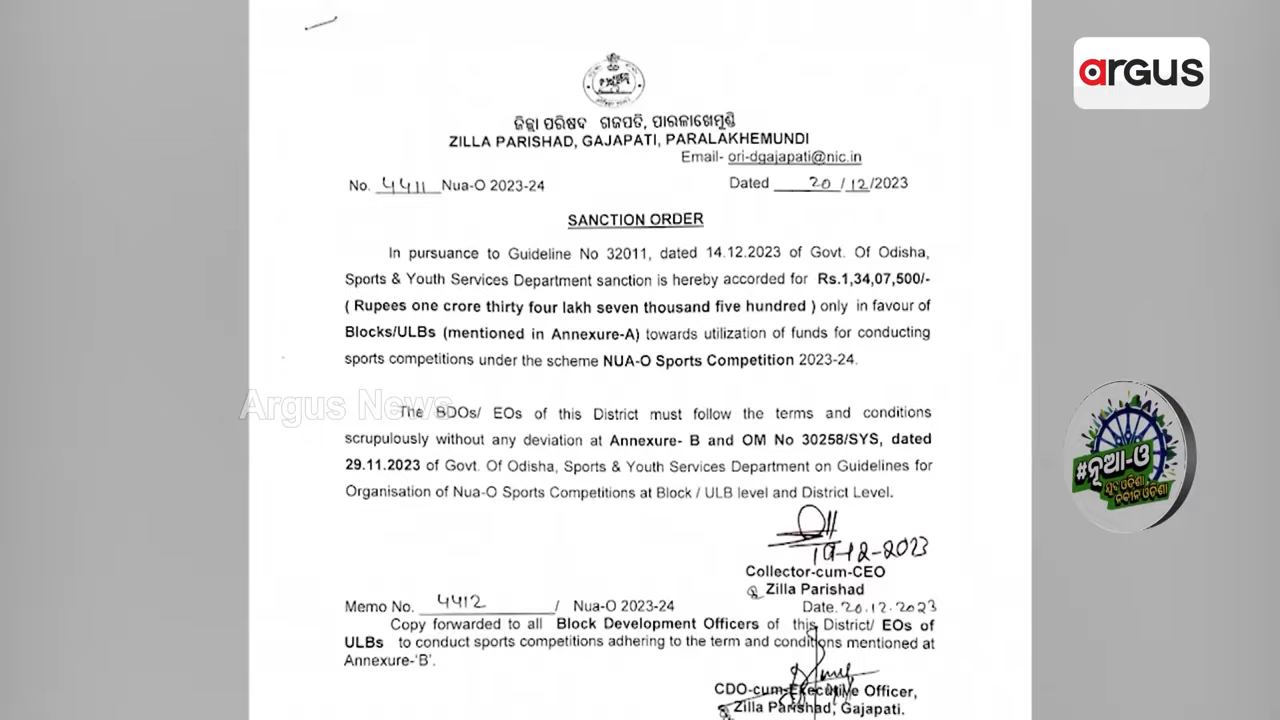 argus
ଜିଲ୍ଲା ପରିଷଦ ଗଜପତି, ପାରଳାଖେମୁଣ୍ଡି
ZILLA PARISHAD, GAJAPATI, PARALAKHEMUNDI
Email- ori-dgajapati@nic.in
No. 4411 Nua-O 2023-24 Dated 20/12/2023
SANCTION ORDER
In pursuance to Guideline No 32011, dated 14.12.2023 of Govt. Of Odisha,
Sports & Youth Services Department sanction is hereby accorded for Rs.1,34,07,500/-
( Rupees one crore thirty four lakh seven thousand five hundred ) only in favour of
Blocks/ULBs (mentioned in Annexure-A) towards utilization of funds for conducting
sports competitions under the scheme NUA-O Sports Competition 2023-24.
Argus News
The BDOs/ EOs of this District must follow the terms and conditions
scrupulously without any deviation at Annexure- B and OM No 30258/SYS, dated
29.11.2023 of Govt. Of Odisha, Sports & Youth Services Department on Guidelines for
Organisation of Nua-O Sports Competitions at Block / ULB level and District Level.
#ନୂଆ-ଓ
ଯୁବ ଓଡ଼ିଶା
ନବୀନ ଓଡ଼ିଶା
19-12-2023
Collector-cum-CEO
Zilla Parishad
Memo No. 4412 / Nua-O 2023-24 Date. 20.12.2023
Copy forwarded to all Block Development Officers of this District/ EOs of
ULBs to conduct sports competitions adhering to the term and conditions mentioned at
Annexure-'B'.
CDO-cum-Executive Officer,
Zilla Parishad, Gajapati.